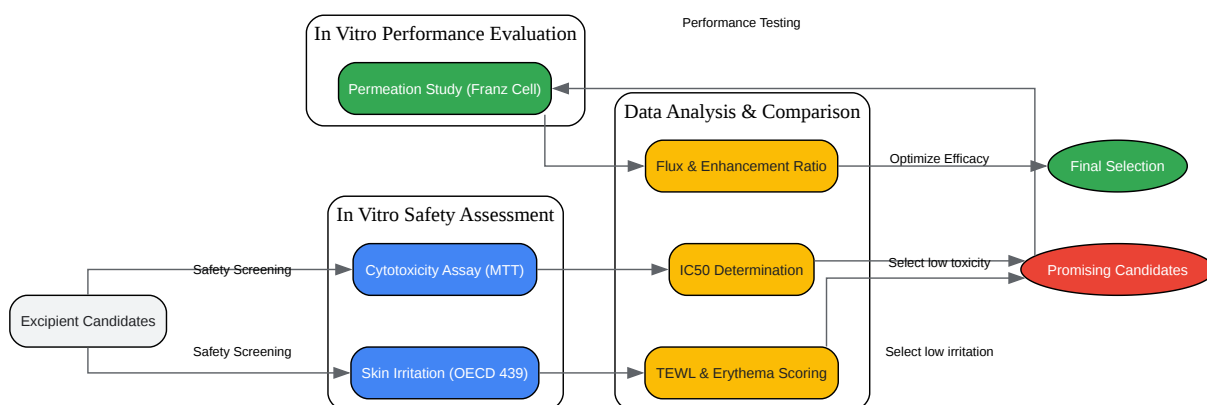 Performance Testing
In Vitro Performance Evaluation
Permeation Study (Franz Cell)
Data Analysis & Comparison
Flux & Enhancement Ratio
Optimize Efficacy
Final Selection
In Vitro Safety Assessment
Safety Screening
Cytotoxicity Assay (MTT)
IC50 Determination
Select low toxicity
Promising Candidates
Excipient Candidates
Safety Screening
Skin Irritation (OECD 439)
TEWL & Erythema Scoring
Select low irritation